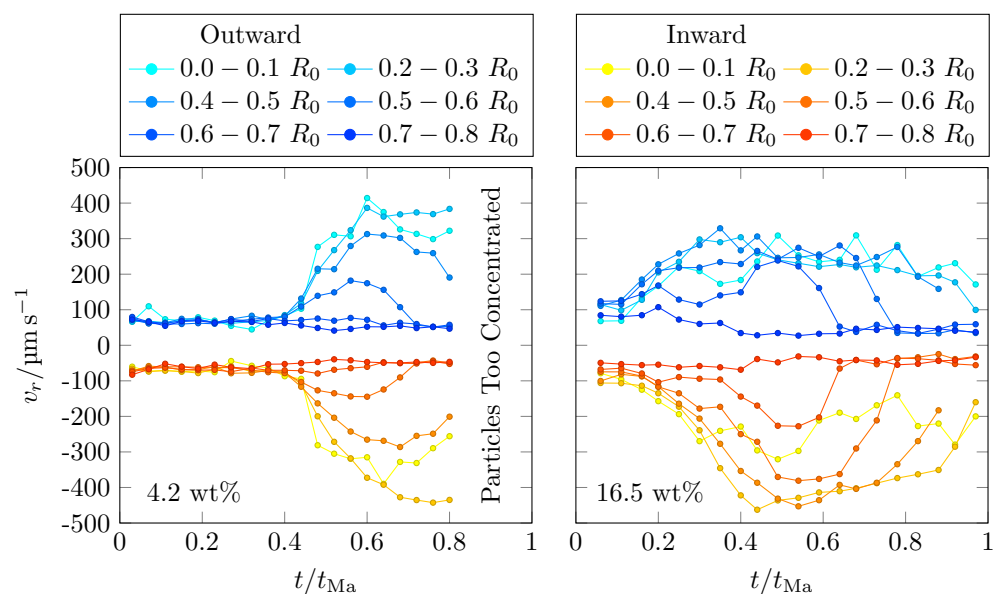 Outward
0.0 − 0.1 R₀ 0.2 − 0.3 R₀
0.4 − 0.5 R₀ 0.5 − 0.6 R₀
0.6 − 0.7 R₀ 0.7 − 0.8 R₀
Inward
0.0 − 0.1 R₀ 0.2 − 0.3 R₀
0.4 − 0.5 R₀ 0.5 − 0.6 R₀
0.6 − 0.7 R₀ 0.7 − 0.8 R₀
500
400
300
200
100
0
-100
-200
-300
-400
-500
v_r/µm s⁻¹
Particles Too Concentrated
4.2 wt%
16.5 wt%
0 0.2 0.4 0.6 0.8 1
0 0.2 0.4 0.6 0.8 1
t/t_Ma
t/t_Ma